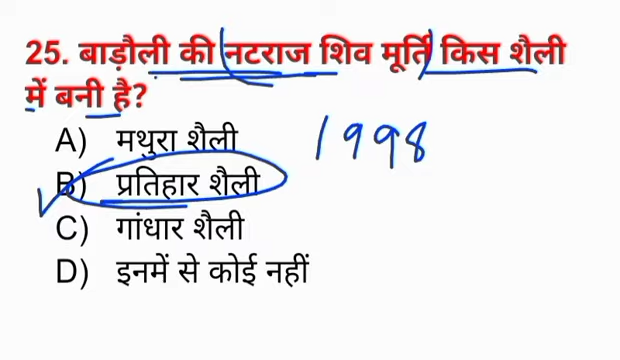 25. बाड़ौली की नटराज शिव मूर्ति किस शैली
में बनी है?
A) मथुरा शैली
1998
B) प्रतिहार शैली
C) गांधार शैली
D) इनमें से कोई नहीं